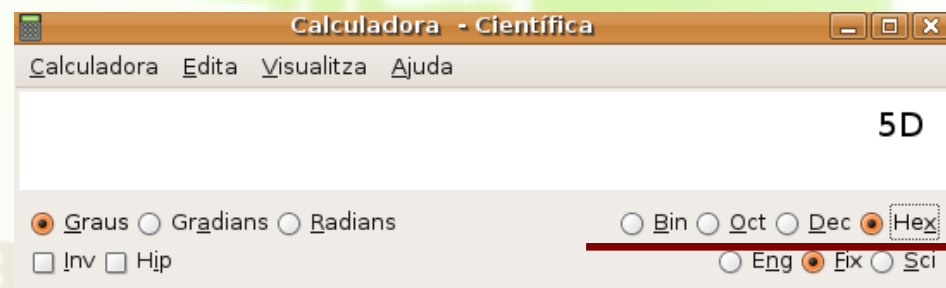 Calculadora - Científica
Calculadora Edita Visualitza Ajuda
5D
Graus Gradians Radians Bin Oct Dec Hex
Inv Hip Eng Fix Sci